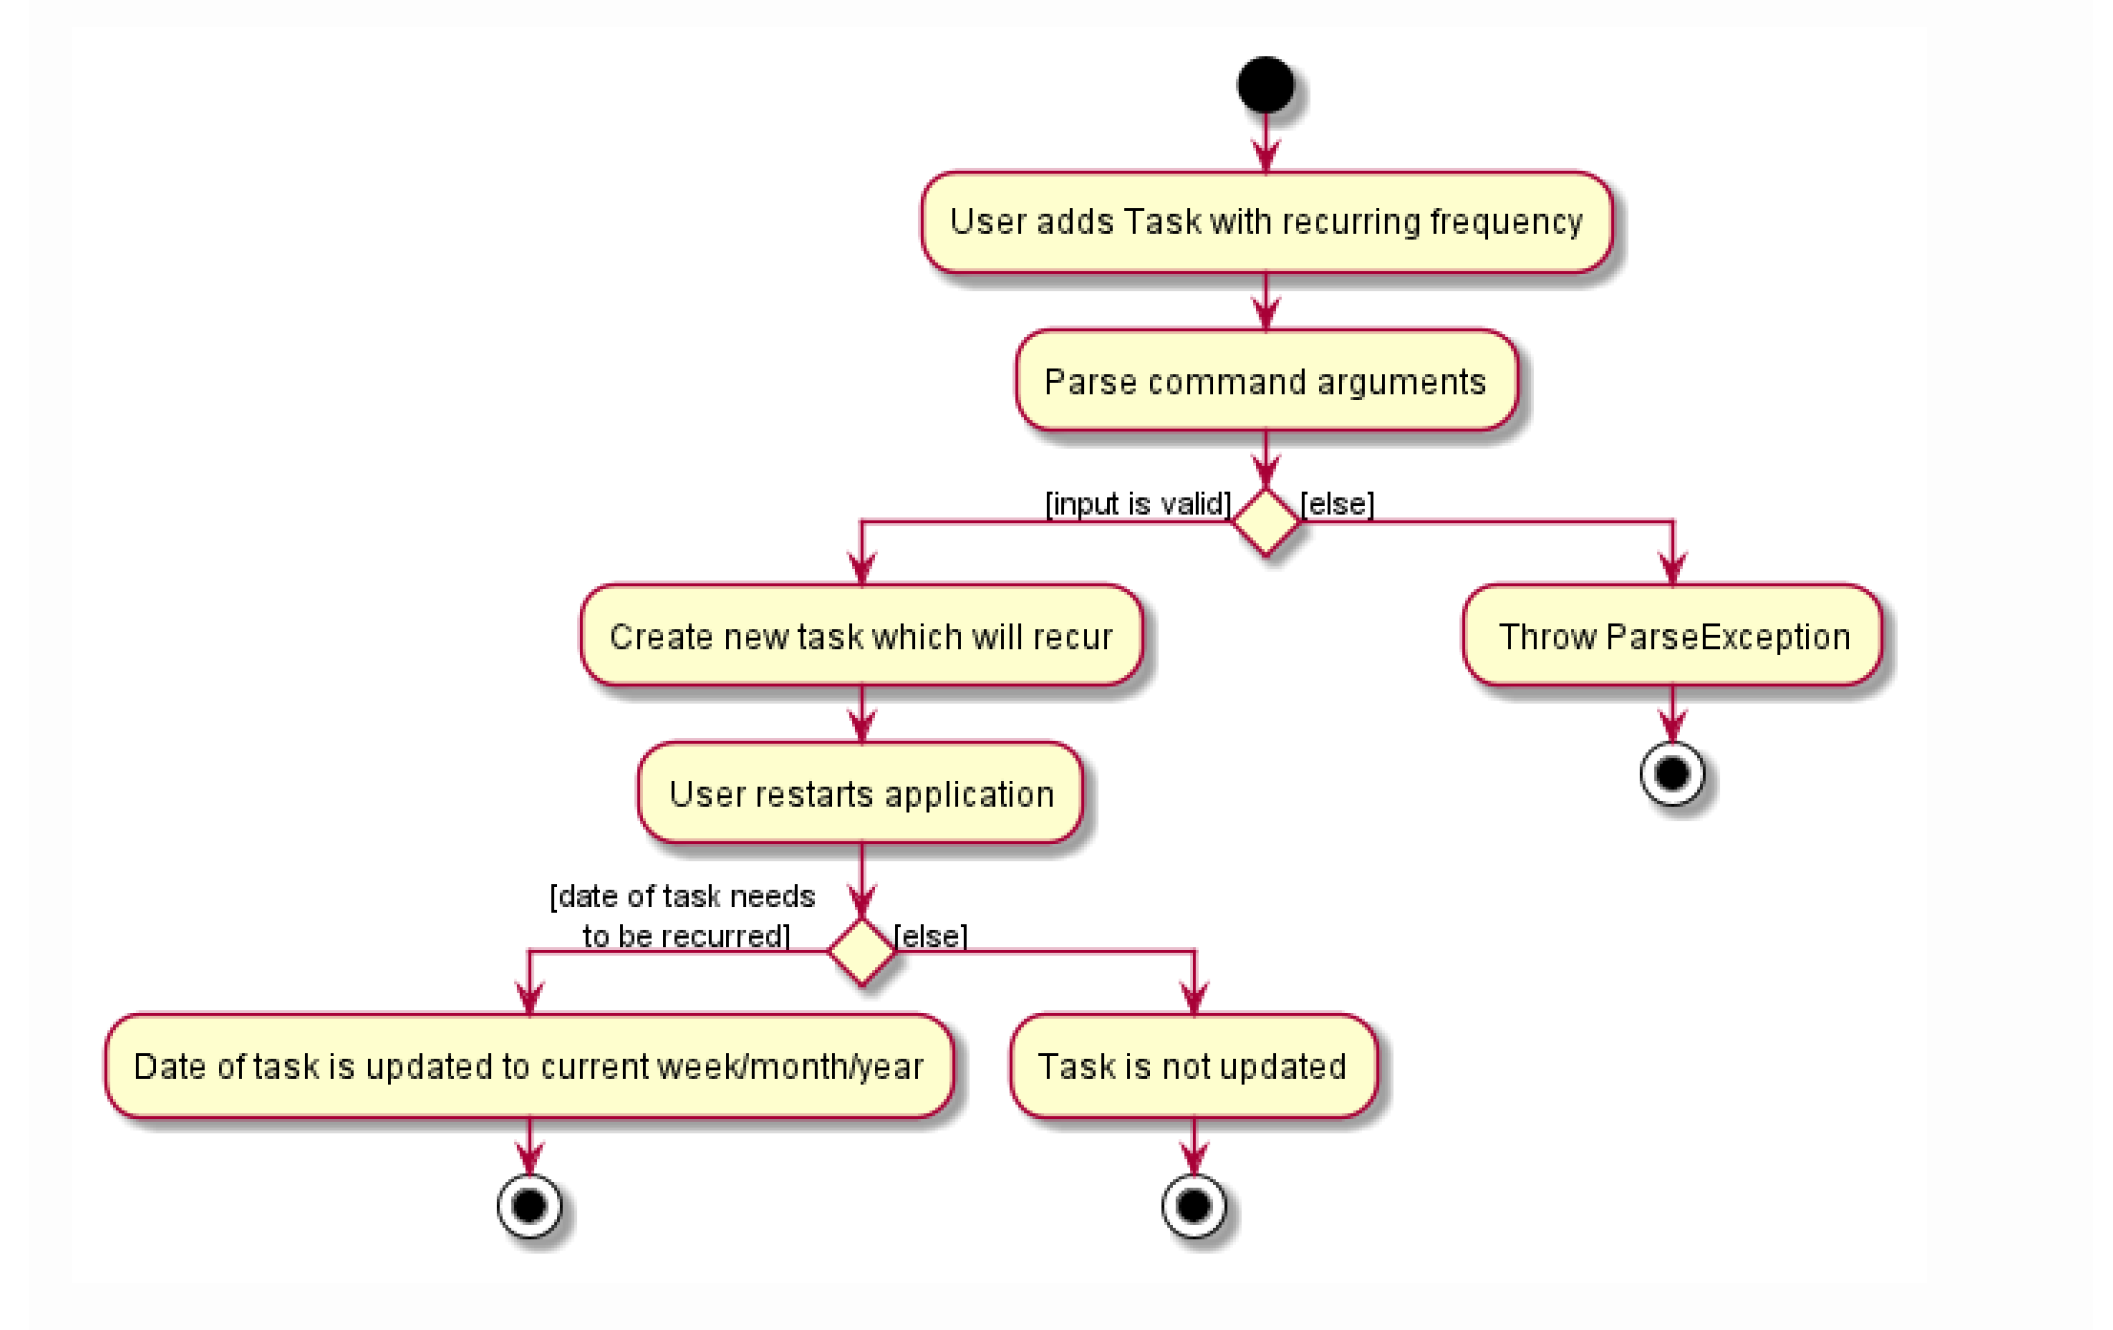 User adds Task with recurring frequency
Parse command arguments
[input is valid]
[else]
Create new task which will recur
Throw ParseException
User restarts application
[date of task needs
to be recurred]
[else]
Date of task is updated to current week/month/year
Task is not updated